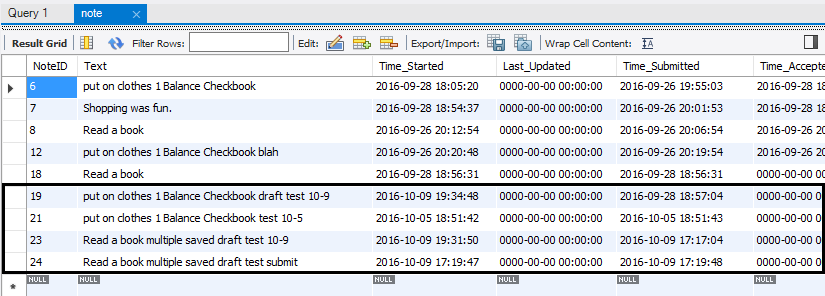 Query 1 note
Result Grid Filter Rows: Edit: Export/Import: Wrap Cell Content:
NoteID Text Time_Started Last_Updated Time_Submitted Time_Accepte
6 put on clothes 1 Balance Checkbook 2016-09-28 18:05:20 0000-00-00 00:00:00 2016-09-26 19:55:03 2016-09-28 18
7 Shopping was fun. 2016-09-28 18:54:37 0000-00-00 00:00:00 2016-09-26 20:01:53 2016-09-28 18
8 Read a book 2016-09-26 20:12:54 0000-00-00 00:00:00 2016-09-26 20:06:54 2016-09-26 20
12 put on clothes 1 Balance Checkbook blah 2016-09-26 20:20:48 0000-00-00 00:00:00 2016-09-26 20:19:54 2016-09-26 20
18 Read a book 2016-09-28 18:56:31 0000-00-00 00:00:00 2016-09-28 18:56:31 0000-00-00 0
19 put on clothes 1 Balance Checkbook draft test 10-9 2016-10-09 19:34:48 0000-00-00 00:00:00 2016-09-28 18:57:04 0000-00-00 0
21 put on clothes 1 Balance Checkbook test 10-5 2016-10-05 18:51:42 0000-00-00 00:00:00 2016-10-05 18:51:43 0000-00-00 0
23 Read a book multiple saved draft test 10-9 2016-10-09 19:31:50 0000-00-00 00:00:00 2016-10-09 17:17:04 0000-00-00 0
24 Read a book multiple saved draft test submit 2016-10-09 17:19:47 0000-00-00 00:00:00 2016-10-09 17:19:48 0000-00-00 0
NULL NULL NULL NULL NULL NULL